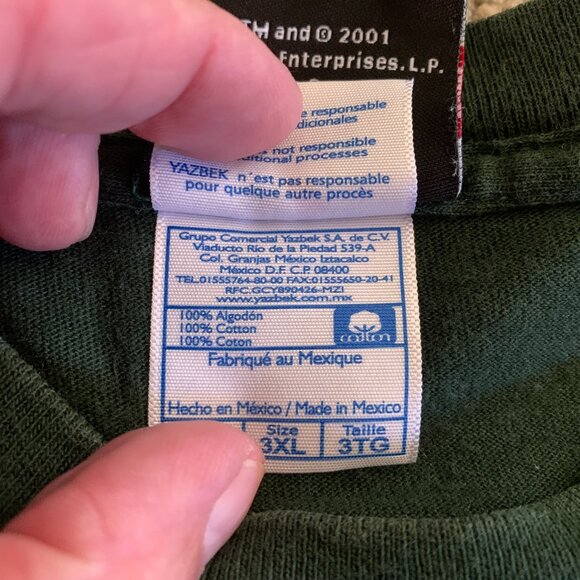 TH and © 2001
Enterprises. L.P.
e responsable
dicionales
not responsible
ditional processes
YAZBEK n'est pas responsable
pour quelque autre procès
Grupo Comercial Yazbek S.A. de C.V.
Viaducto Río de la Piedad 539-A
Col. Granjas México Iztacalco
México D.F. C.P. 08400
TEL.01555764-80-00 FAX:01555650-20-41
RFC:GCY890426-MZ1
www.yazbek.com.mx
100% Algodón
100% Cotton
100% Coton
cotton
Fabriqué au Mexique
Hecho en México / Made in Mexico
Size Taille
3XL 3TG